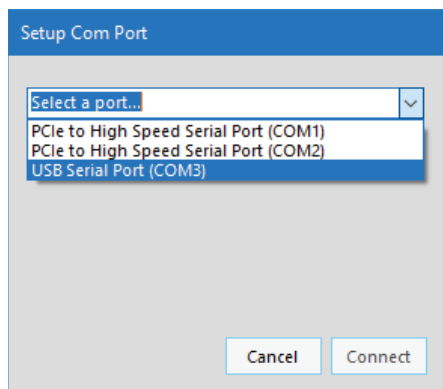 Setup Com Port
Select a port...
PCIe to High Speed Serial Port (COM1)
PCIe to High Speed Serial Port (COM2)
USB Serial Port (COM3)
Cancel Connect